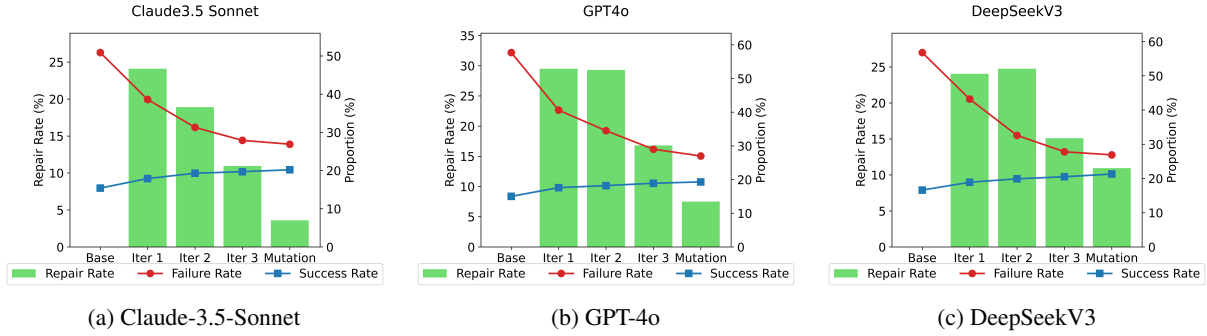 Claude3.5 Sonnet
Repair Rate (%)
25
20
15
10
5
0
Proportion (%)
50
40
30
20
10
0
Base Iter 1 Iter 2 Iter 3 Mutation
Repair Rate Failure Rate Success Rate
(a) Claude-3.5-Sonnet
GPT4o
Repair Rate (%)
35
30
25
20
15
10
5
0
Proportion (%)
60
50
40
30
20
10
0
Base Iter 1 Iter 2 Iter 3 Mutation
Repair Rate Failure Rate Success Rate
(b) GPT-4o
DeepSeekV3
Repair Rate (%)
25
20
15
10
5
0
Proportion (%)
60
50
40
30
20
10
0
Base Iter 1 Iter 2 Iter 3 Mutation
Repair Rate Failure Rate Success Rate
(c) DeepSeekV3